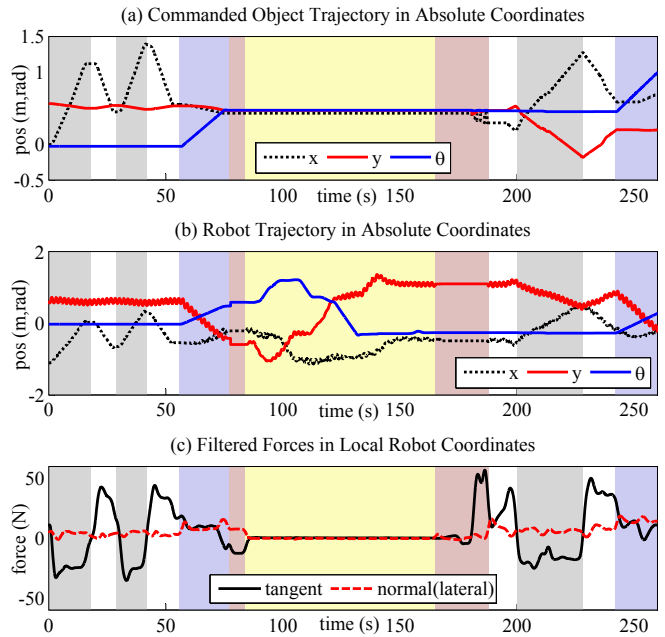 (a) Commanded Object Trajectory in Absolute Coordinates
pos (m,rad)
1.5
1
0
-0.5
x y θ
0 50 100 150 200 250
time (s)
(b) Robot Trajectory in Absolute Coordinates
pos (m,rad)
2
0
-2
x y θ
0 50 100 150 200 250
time (s)
(c) Filtered Forces in Local Robot Coordinates
force (N)
50
0
-50
tangent normal(lateral)
0 50 100 150 200 250
time (s)